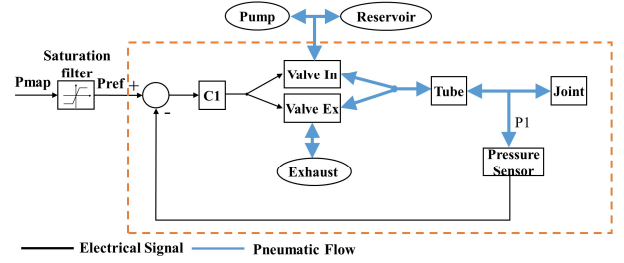 Pump
Reservoir
Saturation
filter
Pmap
Pref
+
-
C1
Valve In
Valve Ex
Tube
Joint
P1
Pressure
Sensor
Exhaust
Electrical Signal
Pneumatic Flow